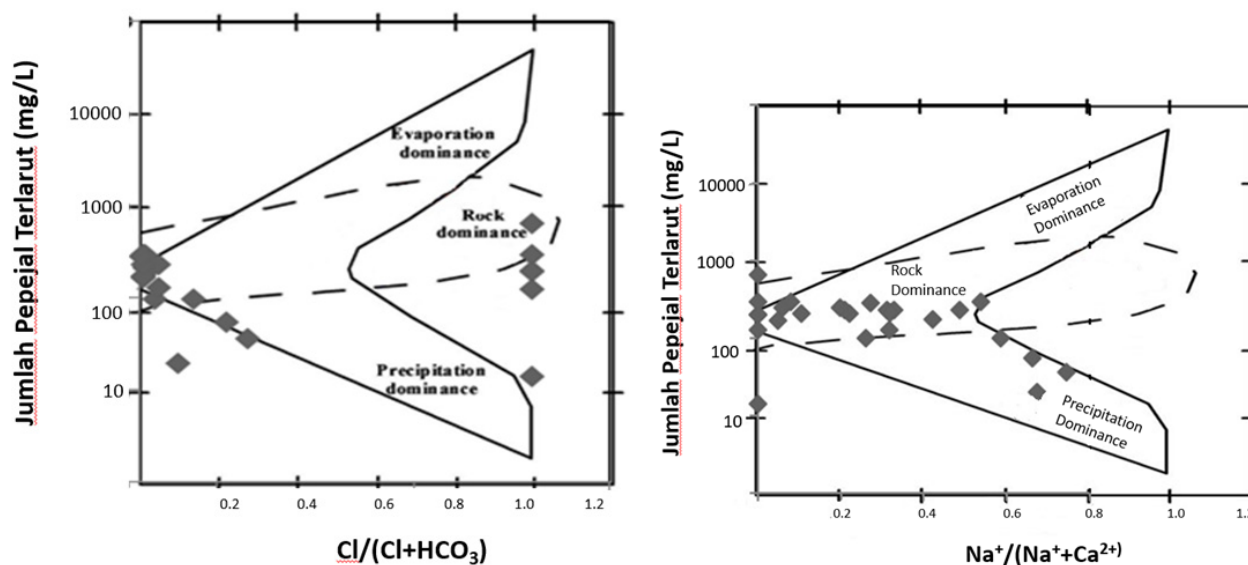 Jumlah Pepejal Terlarut (mg/L)
10000
1000
100
10
Evaporation
dominance
Rock
dominance
Precipitation
dominance
0.2 0.4 0.6 0.8 1.0 1.2
Cl/(Cl+HCO₃)
Jumlah Pepejal Terlarut (mg/L)
10000
1000
100
10
Evaporation
Dominance
Rock
Dominance
Precipitation
Dominance
0.2 0.4 0.6 0.8 1.0
Na⁺/(Na⁺+Ca²⁺)